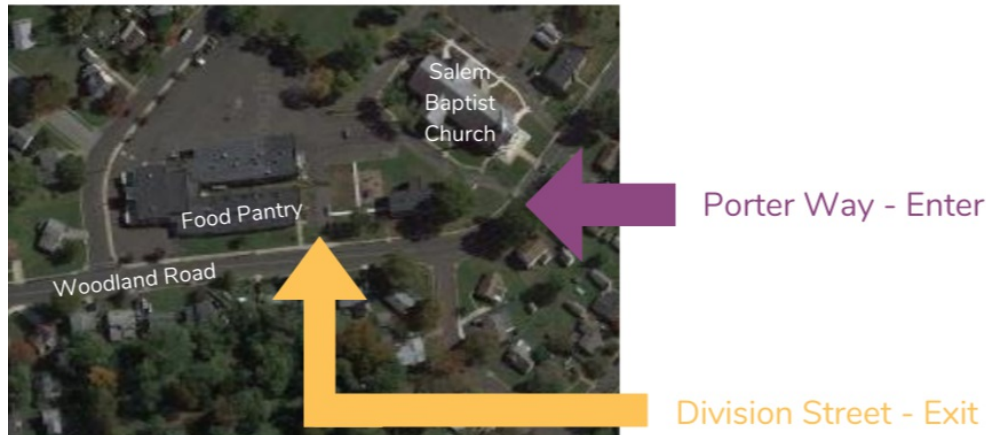 Salem
Baptist
Church
Porter Way - Enter
Food Pantry
Woodland Road
Division Street - Exit